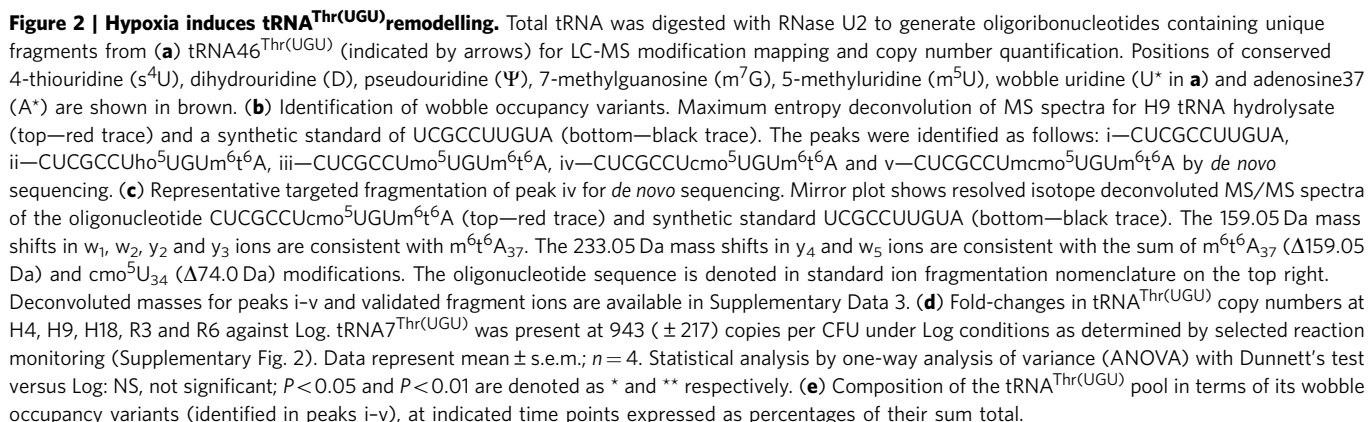 Figure 2 | Hypoxia induces tRNAThr(UGU)remodelling. Total tRNA was digested with RNase U2 to generate oligoribonucleotides containing unique
fragments from (a) tRNA46Thr(UGU) (indicated by arrows) for LC-MS modification mapping and copy number quantification. Positions of conserved
4-thiouridine (s4U), dihydrouridine (D), pseudouridine (Ψ), 7-methylguanosine (m7G), 5-methyluridine (m5U), wobble uridine (U* in a) and adenosine37
(A*) are shown in brown. (b) Identification of wobble occupancy variants. Maximum entropy deconvolution of MS spectra for H9 tRNA hydrolysate
(top—red trace) and a synthetic standard of UCGCCUUGUA (bottom—black trace). The peaks were identified as follows: i—CUCGCCUUGUA,
ii—CUCGCCUho5UGUm6t6A, iii—CUCGCCUmo5UGUm6t6A, iv—CUCGCCUcmo5UGUm6t6A and v—CUCGCCUmcmo5UGUm6t6A by de novo
sequencing. (c) Representative targeted fragmentation of peak iv for de novo sequencing. Mirror plot shows resolved isotope deconvoluted MS/MS spectra
of the oligonucleotide CUCGCCUcmo5UGUm6t6A (top—red trace) and synthetic standard UCGCCUUGUA (bottom—black trace). The 159.05 Da mass
shifts in w1, w2, y2 and y3 ions are consistent with m6t6A37. The 233.05 Da mass shifts in y4 and w5 ions are consistent with the sum of m6t6A37 (Δ159.05
Da) and cmo5U34 (Δ74.0 Da) modifications. The oligonucleotide sequence is denoted in standard ion fragmentation nomenclature on the top right.
Deconvoluted masses for peaks i–v and validated fragment ions are available in Supplementary Data 3. (d) Fold-changes in tRNAThr(UGU) copy numbers at
H4, H9, H18, R3 and R6 against Log. tRNA7Thr(UGU) was present at 943 (±217) copies per CFU under Log conditions as determined by selected reaction
monitoring (Supplementary Fig. 2). Data represent mean ± s.e.m.; n = 4. Statistical analysis by one-way analysis of variance (ANOVA) with Dunnett's test
versus Log: NS, not significant; P<0.05 and P<0.01 are denoted as * and ** respectively. (e) Composition of the tRNAThr(UGU) pool in terms of its wobble
occupancy variants (identified in peaks i–v), at indicated time points expressed as percentages of their sum total.